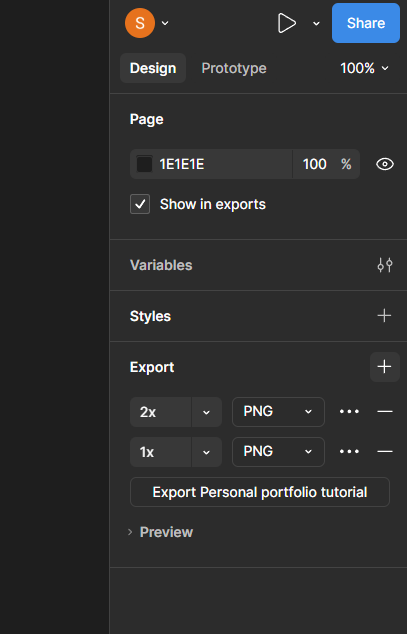 S
Share
Design Prototype 100%
Page
1E1E1E 100 %
Show in exports
Variables
Styles
Export
2x PNG
1x PNG
Export Personal portfolio tutorial
Preview